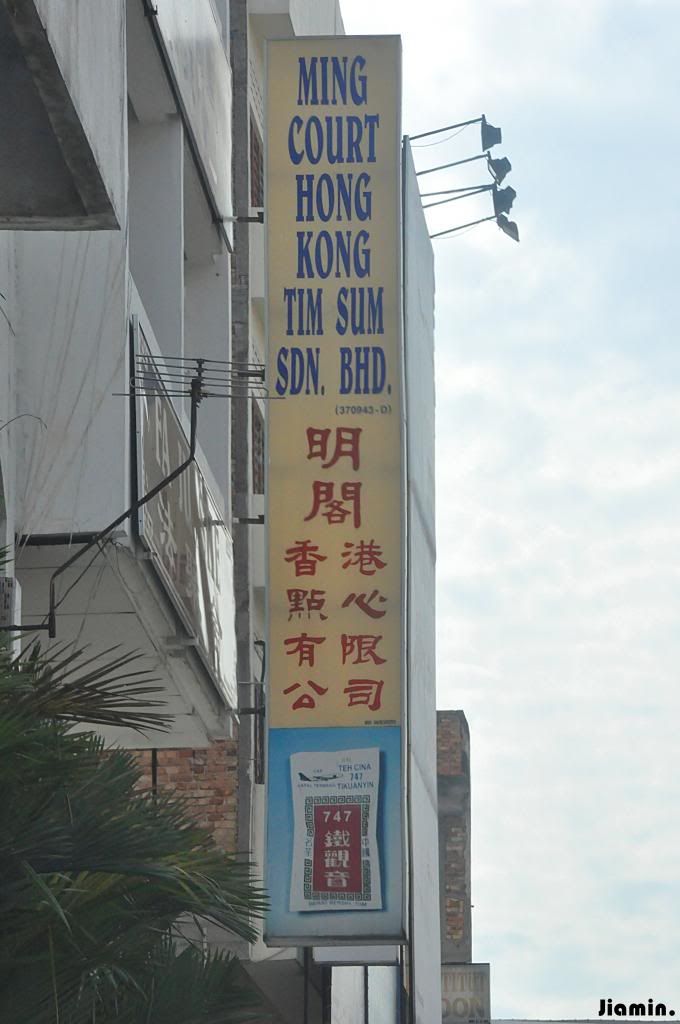 MING
COURT
HONG
KONG
TIM SUM
SDN. BHD.
(370943-D)
明
閣
香港
點心
有限
公司
TEH CINA
747
TIKUANYIN
747
鐵
觀
音
Jiamin.